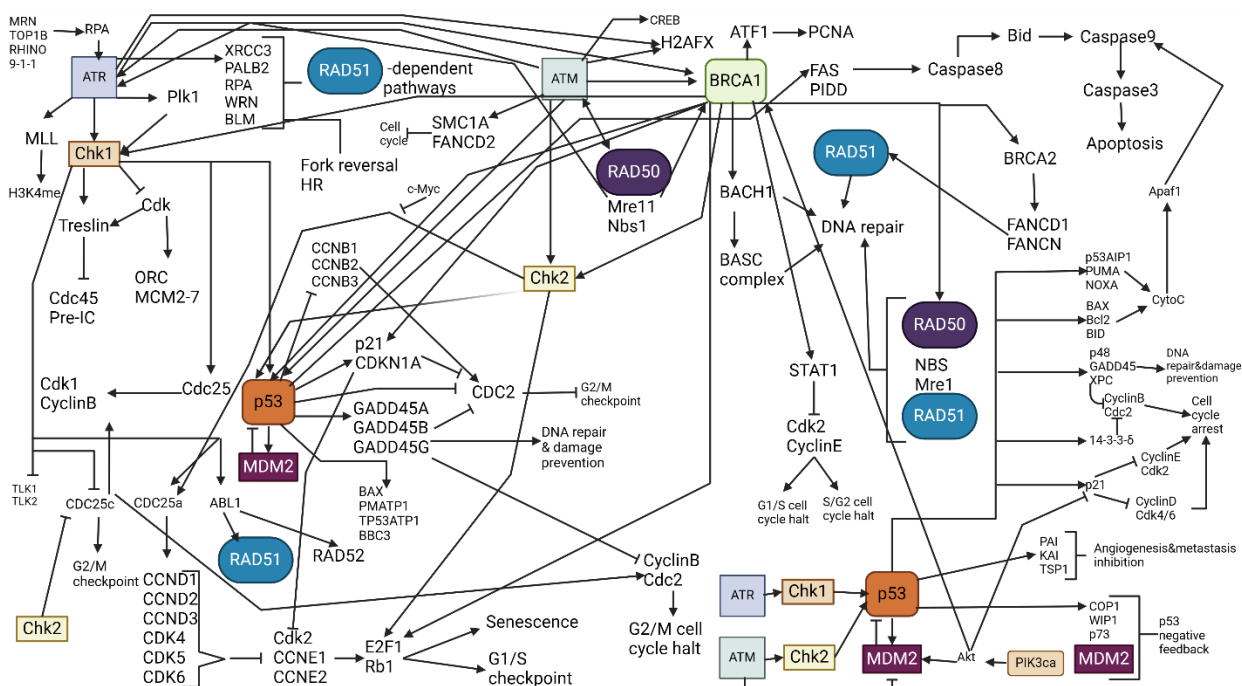 MRN
TOP1B
RHINO
9-1-1
RPA
ATR
XRCC3
PALB2
RPA
WRN
BLM
RAD51
-dependent
pathways
Fork reversal
HR
Plk1
MLL
H3K4me
Chk1
Cdk
Treslin
ORC
MCM2-7
Cdc45
Pre-IC
Cell
cycle
SMC1A
FANCD2
ATM
CREB
H2AFX
ATF1
PCNA
BRCA1
FAS
PIDD
Caspase8
Bid
Caspase9
Caspase3
Apoptosis
Apaf1
CytoC
RAD50
Mre11
Nbs1
c-Myc
CCNB1
CCNB2
CCNB3
Chk2
BACH1
BASC
complex
RAD51
DNA repair
BRCA2
FANCD1
FANCN
RAD50
NBS
Mre1
RAD51
STAT1
Cdk2
CyclinE
G1/S cell
cycle halt
S/G2 cell
cycle halt
Cdk1
CyclinB
Cdc25
p53
MDM2
p21
CDKN1A
CDC2
G2/M
checkpoint
GADD45A
GADD45B
GADD45G
DNA repair
& damage
prevention
BAX
PMATP1
TP53ATP1
BBC3
TLK1
TLK2
CDC25c
G2/M
checkpoint
CDC25a
ABL1
RAD51
RAD52
Chk2
CCND1
CCND2
CCND3
CDK4
CDK5
CDK6
Cdk2
CCNE1
CCNE2
E2F1
Rb1
Senescence
G1/S
checkpoint
CyclinB
Cdc2
G2/M cell
cycle halt
p53AIP1
PUMA
NOXA
BAX
Bcl2
BID
p48
GADD45
XPC
DNA
repair&damage
prevention
CyclinB
Cdc2
Cell
cycle
arrest
14-3-3-δ
CyclinE
Cdk2
p21
CyclinD
Cdk4/6
PAI
KAI
TSP1
Angiogenesis&metastasis
inhibition
ATR
Chk1
p53
ATM
Chk2
MDM2
Akt
PIK3ca
COP1
WIP1
p73
MDM2
p53
negative
feedback